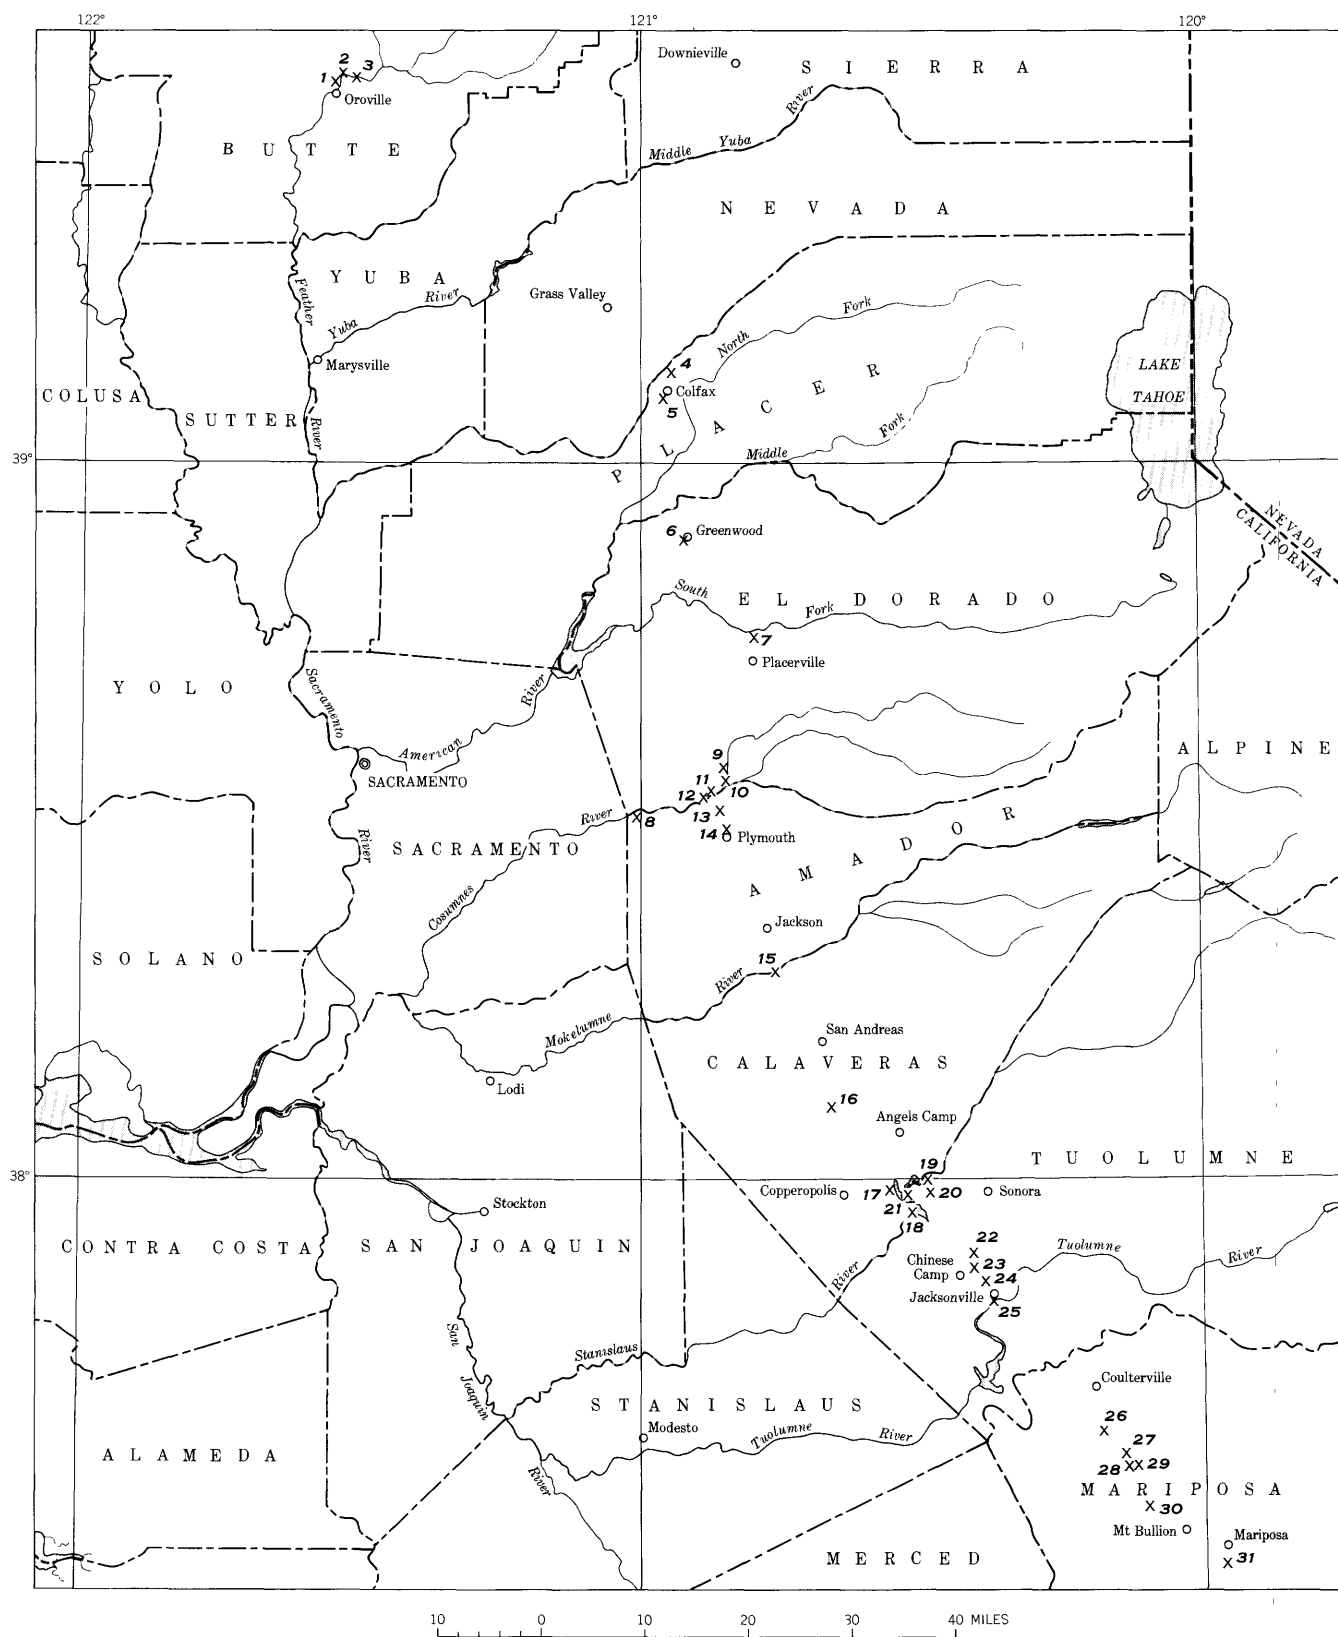 122°
121°
120°
Downieville
S I E R R A
2
1
3
Oroville
River
B U T T E
Middle Yuba
N E V A D A
Y U B A
Feather
River
Grass Valley
Yuba
River
Fork
North
Marysville
4
Colfax
5
LAKE
TAHOE
COLUSA
SUTTER
P L A C E R
Fork
Middle
39°
6
Greenwood
NEVADA
CALIFORNIA
South
Fork
E L D O R A D O
7
Placerville
Y O L O
Sacramento
River
American
River
SACRAMENTO
A L P I N E
9
11
10
12
13
14
Plymouth
8
River
Cosumnes
S A C R A M E N T O
A M A D O R
Jackson
S O L A N O
15
River
Mokelumne
San Andreas
C A L A V E R A S
Lodi
16
Angels Camp
T U O L U M N E
38°
19
Copperopolis
17
20
Sonora
21
18
Stockton
22
C O N T R A C O S T A
S A N J O A Q U I N
Chinese
Camp
23
24
Tuolumne
River
Jacksonville
25
River
Stanislaus
San
Joaquin
River
Coulterville
S T A N I S L A U S
Modesto
Tuolumne
River
26
27
A L A M E D A
28
29
M A R I P O S A
30
Mt Bullion
Mariposa
31
M E R C E D
10 0 10 20 30 40 MILES